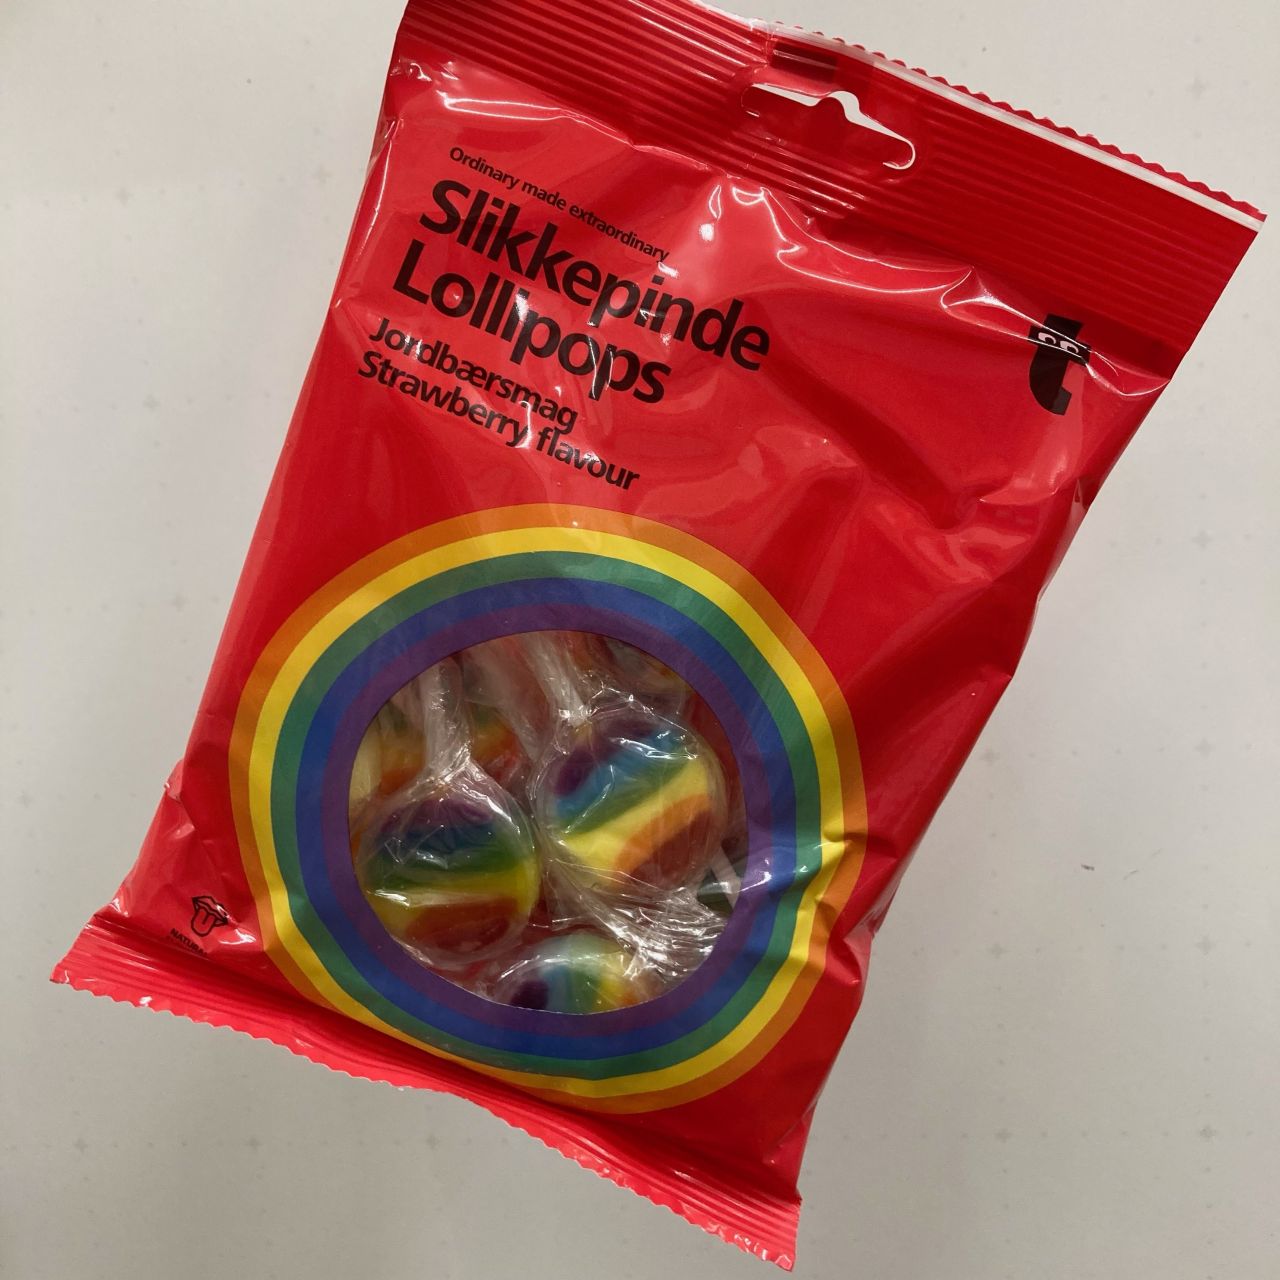 Ordinary made extraordinary
Slikkepinde
Lollipops
Jordbærsmag
Strawberry flavour
t